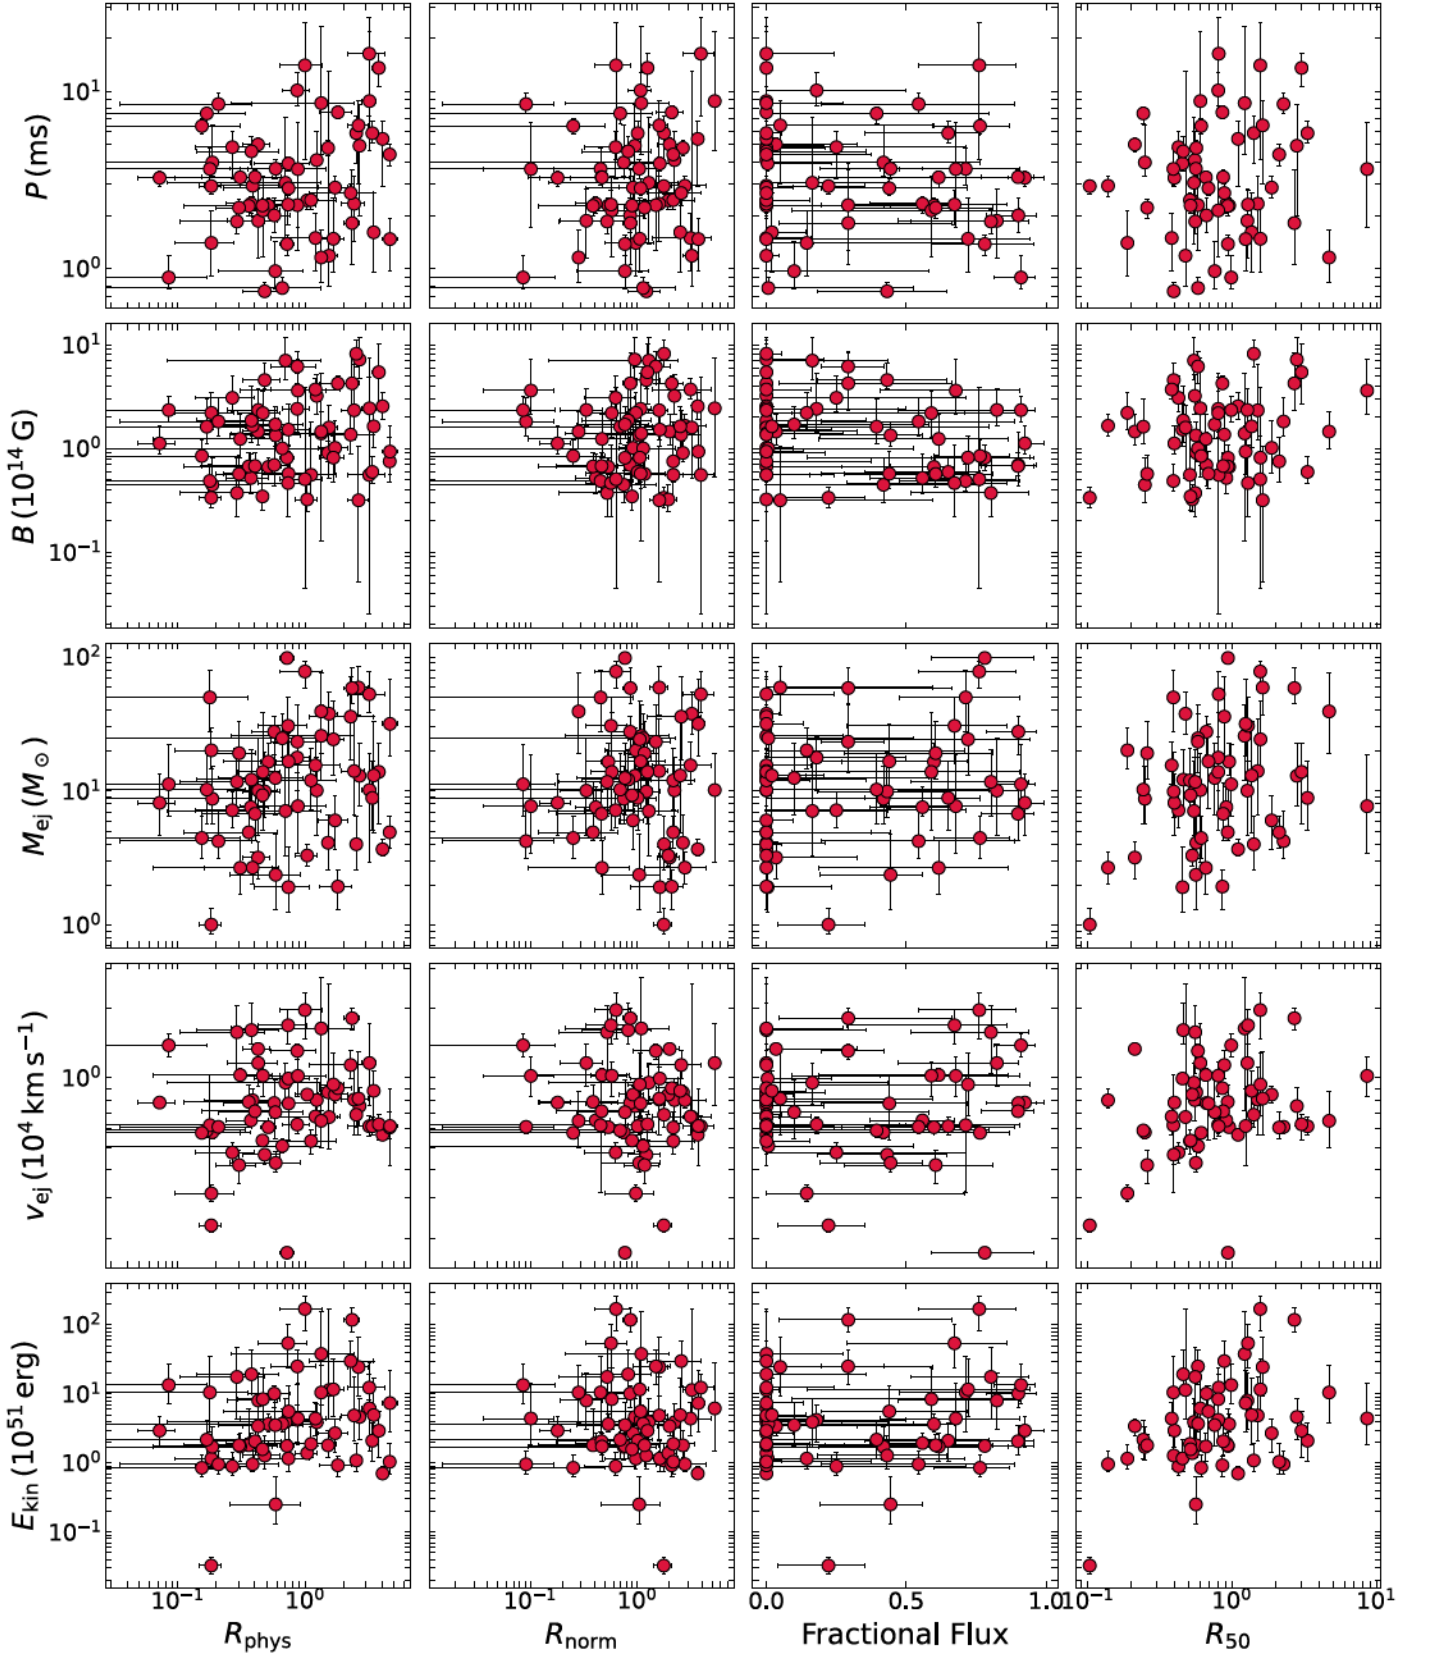 P (ms)
10¹
10⁰
B (10¹⁴ G)
10¹
10⁰
10⁻¹
M_ej (M_⊙)
10²
10¹
10⁰
v_ej (10⁴ km s⁻¹)
10⁰
E_kin (10⁵¹ erg)
10²
10¹
10⁰
10⁻¹
10⁻¹ 10⁰ 10⁻¹ 10⁰ 0.0 0.5 1.0 10⁻¹ 10⁰ 10¹
R_phys R_norm Fractional Flux R_50